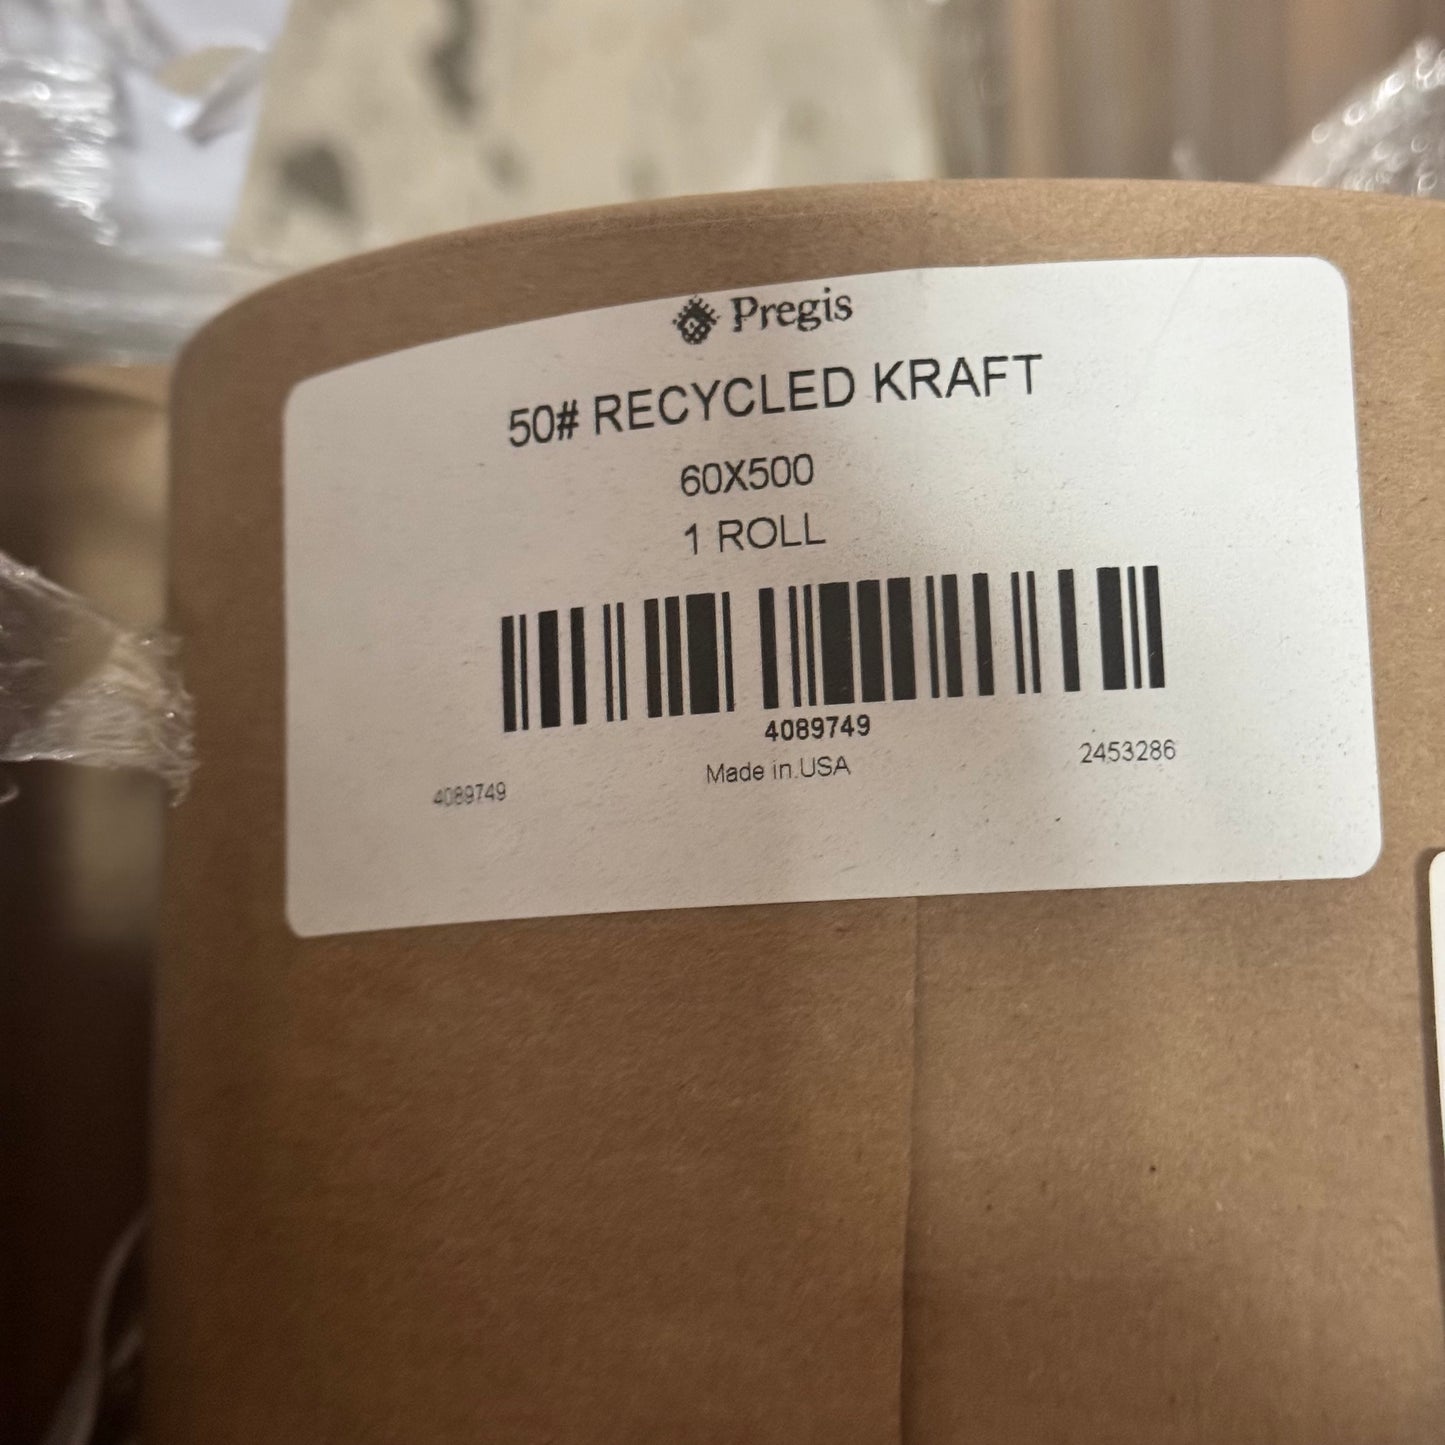 Pregis
50# RECYCLED KRAFT
60X500
1 ROLL
4089749
Made in USA
4089749
2453286